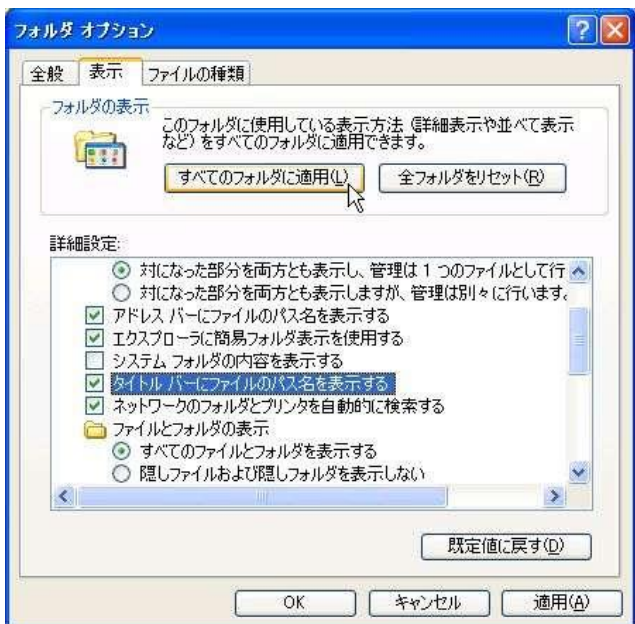 フォルダ オプション
全般 表示 ファイルの種類
フォルダの表示
このフォルダに使用している表示方法 (詳細表示や並べて表示
など) をすべてのフォルダに適用できます。
すべてのフォルダに適用(L) 全フォルダをリセット(R)
詳細設定:
対になった部分を両方とも表示し、管理は 1 つのファイルとして行
対になった部分を両方とも表示しますが、管理は別々に行います。
アドレス バーにファイルのパス名を表示する
エクスプローラに簡易フォルダ表示を使用する
システム フォルダの内容を表示する
タイトル バーにファイルのパス名を表示する
ネットワークのフォルダとプリンタを自動的に検索する
ファイルとフォルダの表示
すべてのファイルとフォルダを表示する
隠しファイルおよび隠しフォルダを表示しない
既定値に戻す(D)
OK キャンセル 適用(A)